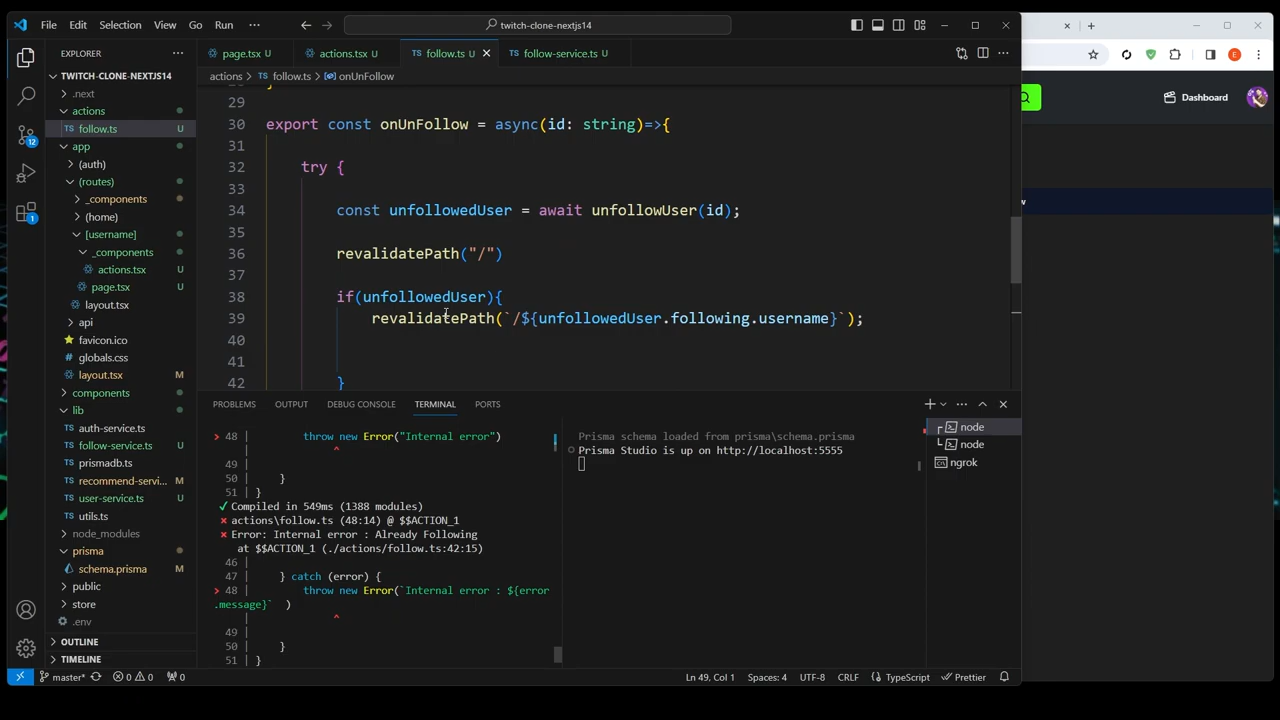 File Edit Selection View Go Run ··· twitch-clone-nextjs14
EXPLORER ···
TWITCH-CLONE-NEXTJS14
.next
actions
TS follow.ts U
app
(auth)
(routes)
_components
(home)
[username]
_components
actions.tsx U
page.tsx U
layout.tsx
api
favicon.ico
globals.css
layout.tsx M
components
lib
auth-service.ts
follow-service.ts U
prismadb.ts
recommend-servi... M
user-service.ts U
utils.ts
node_modules
prisma
schema.prisma M
public
store
.env
OUTLINE
TIMELINE
page.tsx U actions.tsx U TS follow.ts U TS follow-service.ts U
actions > TS follow.ts > onUnFollow
29
30 export const onUnFollow = async(id: string)=>{
31
32 try {
33
34 const unfollowedUser = await unfollowUser(id);
35
36 revalidatePath("/")
37
38 if(unfollowedUser){
39 revalidatePath(`/${unfollowedUser.following.username}`);
40
41
42 }
PROBLEMS OUTPUT DEBUG CONSOLE TERMINAL PORTS
> 48 | throw new Error("Internal error")
| ^
49 |
50 | }
51 | }
✓ Compiled in 549ms (1388 modules)
⨯ actions\follow.ts (48:14) @ $$ACTION_1
⨯ Error: Internal error : Already Following
at $$ACTION_1 (./actions/follow.ts:42:15)
46 |
47 | } catch (error) {
> 48 | throw new Error(`Internal error : ${error
.message}` )
| ^
49 |
50 | }
51 | }
Prisma schema loaded from prisma\schema.prisma
Prisma Studio is up on http://localhost:5555
node
node
ngrok
master* 0 0 0 Ln 49, Col 1 Spaces: 4 UTF-8 CRLF TypeScript Prettier
12
1
E
Dashboard